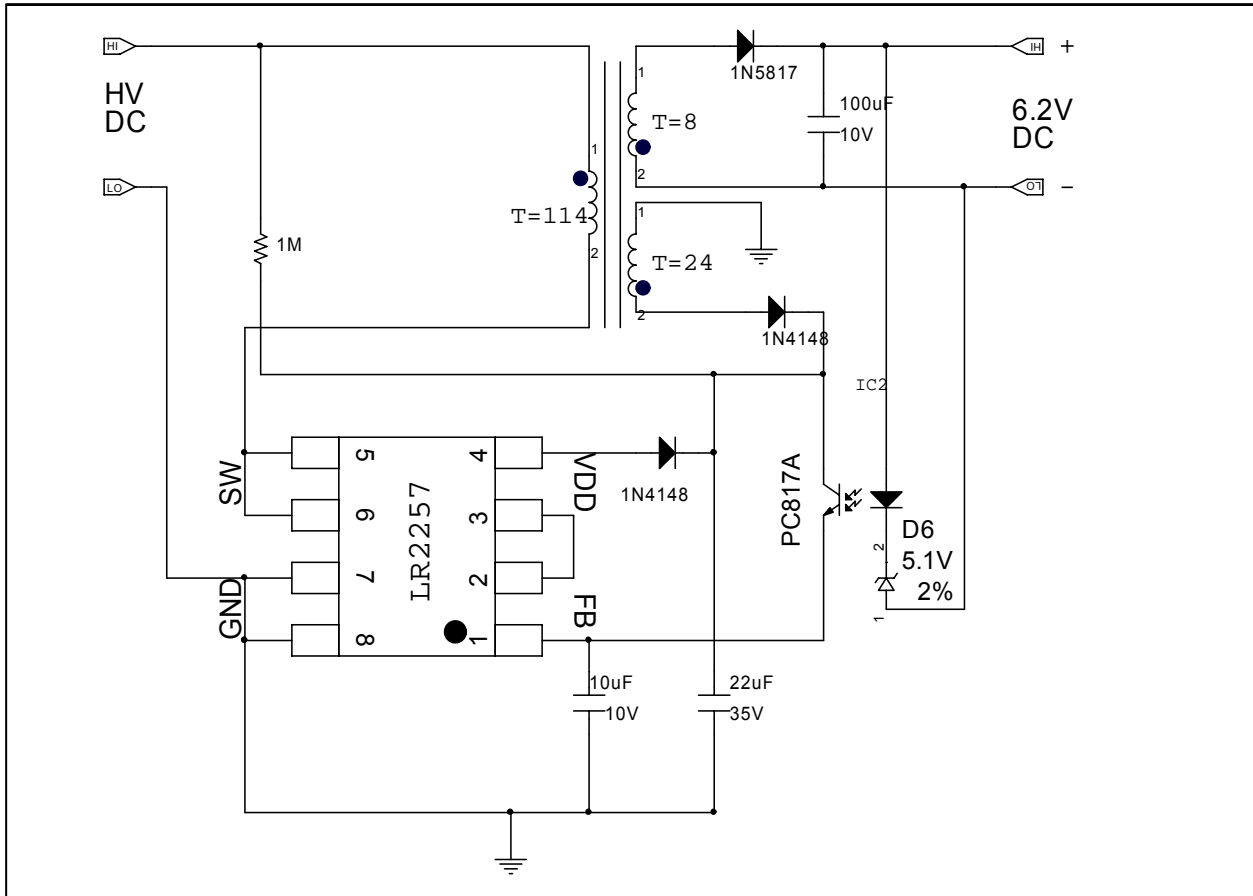 HI
HV
DC
LO
1M
1
T=114
2
1
T=8
2
1
T=24
2
1N5817
100uF
10V
HI
+
6.2V
DC
LO
−
1N4148
IC2
SW
GND
5
6
7
8
LR2257
4
3
2
1
VDD
FB
1N4148
PC817A
2
D6
5.1V
2%
1
10uF
10V
22uF
35V